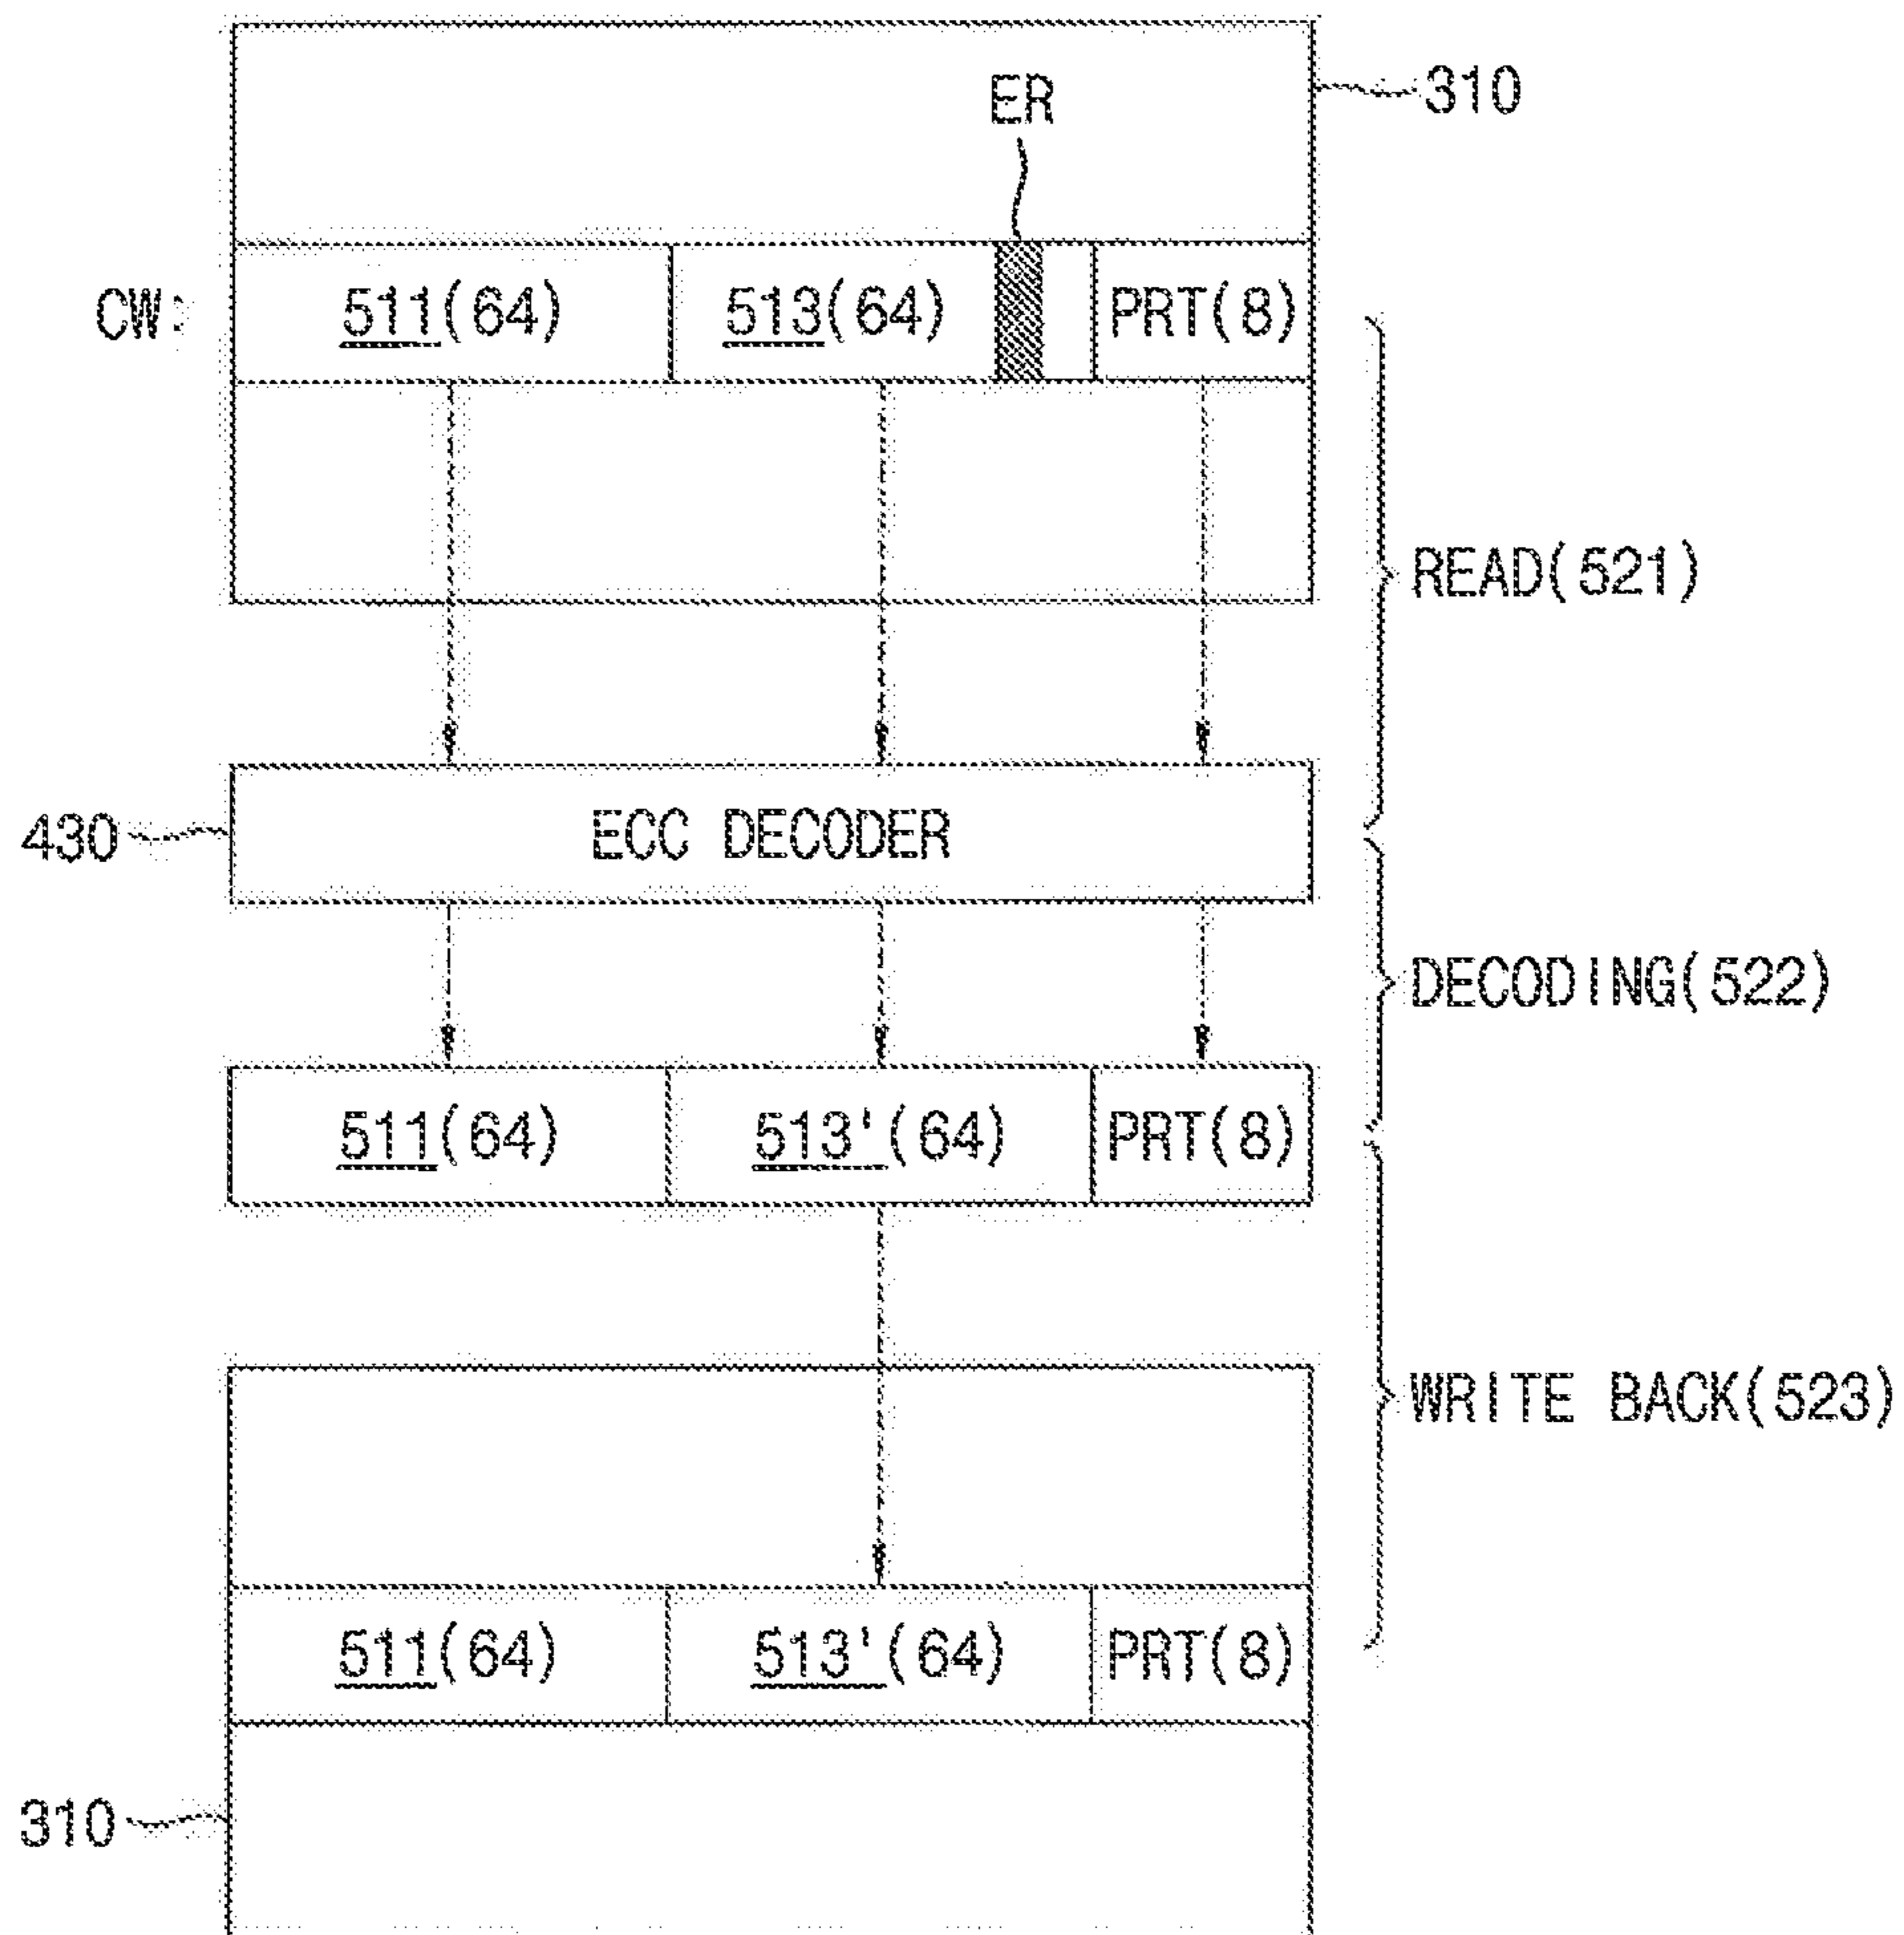 310
ER
CW: 511(64) 513(64) PRT(8)
READ(521)
430 ECC DECODER
DECODING(522)
511(64) 513'(64) PRT(8)
WRITE BACK(523)
511(64) 513'(64) PRT(8)
310